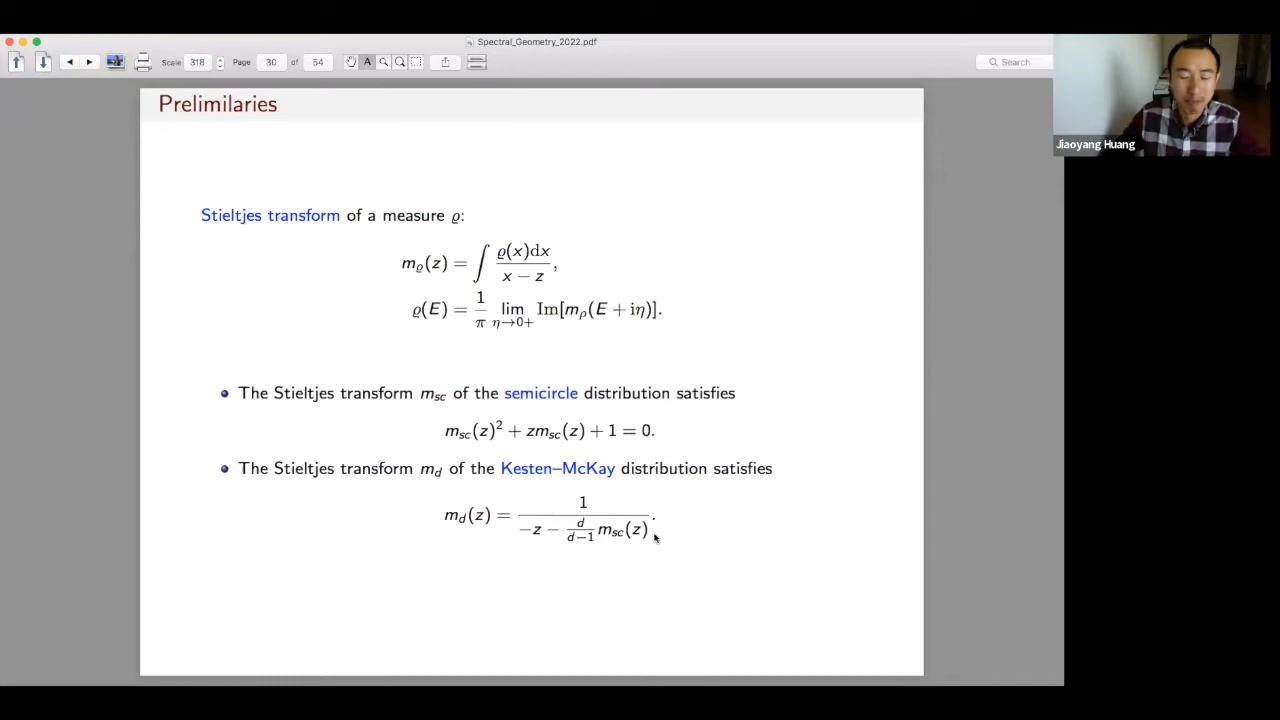 Spectral_Geometry_2022.pdf
Scale 318 Page 30 of 54 Search
Prelimilaries
Jiaoyang Huang
Stieltjes transform of a measure ϱ:
m_ϱ(z) = ∫ ϱ(x)dx / (x − z),
ϱ(E) = (1/π) lim_{η→0+} Im[m_ρ(E + iη)].
The Stieltjes transform m_sc of the semicircle distribution satisfies
m_sc(z)² + zm_sc(z) + 1 = 0.
The Stieltjes transform m_d of the Kesten–McKay distribution satisfies
m_d(z) = 1 / (−z − (d/(d−1)) m_sc(z)).